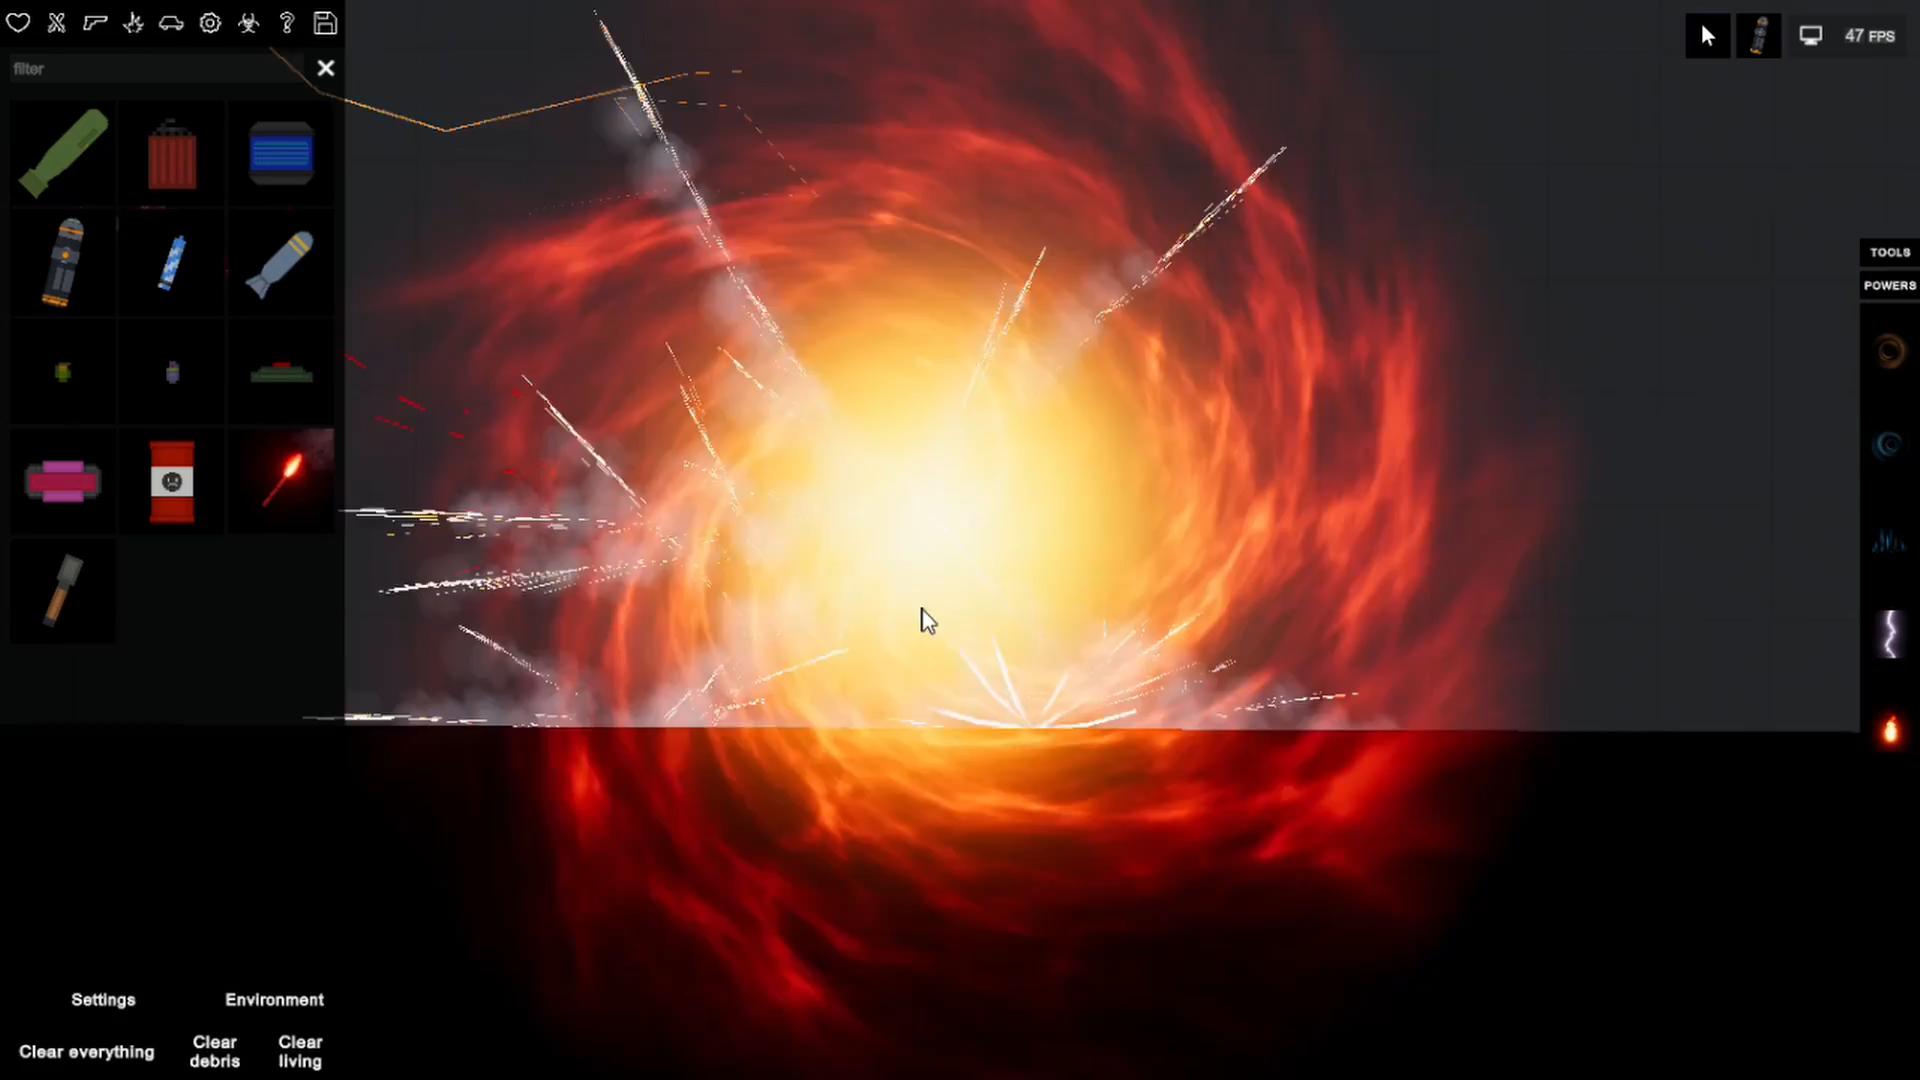 47 FPS
filter
TOOLS
POWERS
Settings
Environment
Clear everything
Clear
debris
Clear
living